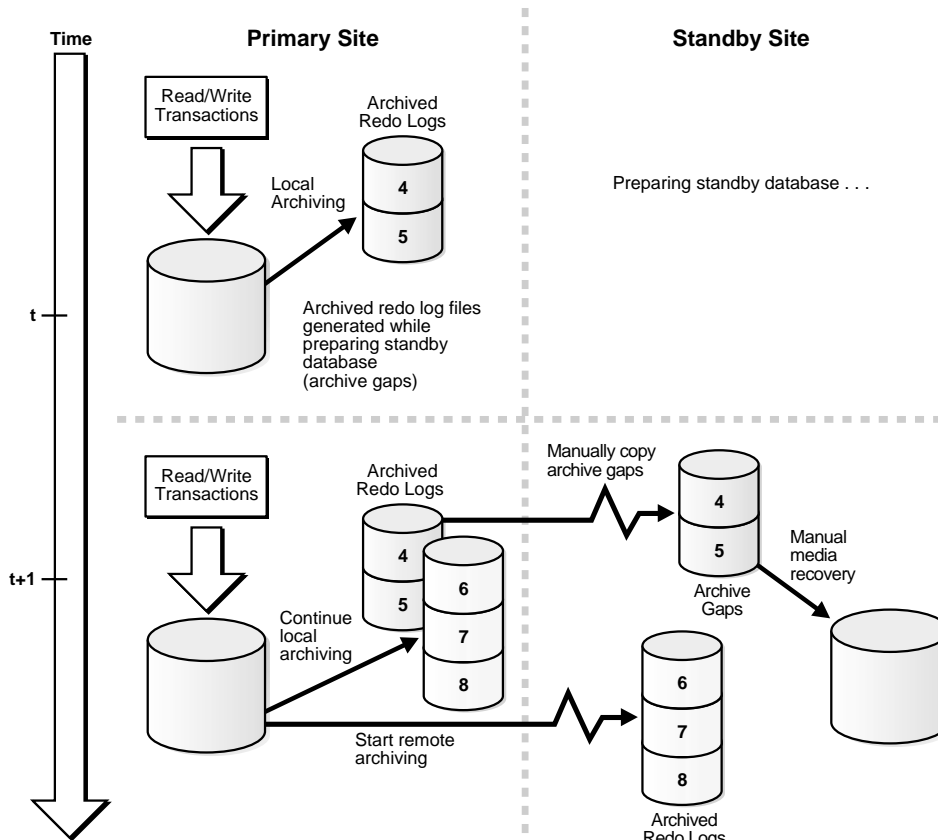 Time
Primary Site
Standby Site
Read/Write
Transactions
Archived
Redo Logs
4
5
Local
Archiving
Preparing standby database . . .
t
Archived redo log files
generated while
preparing standby
database
(archive gaps)
Read/Write
Transactions
Archived
Redo Logs
4
5
6
7
8
Manually copy
archive gaps
4
5
Archive
Gaps
Manual
media
recovery
t+1
Continue
local
archiving
Start remote
archiving
6
7
8
Archived
Redo Logs